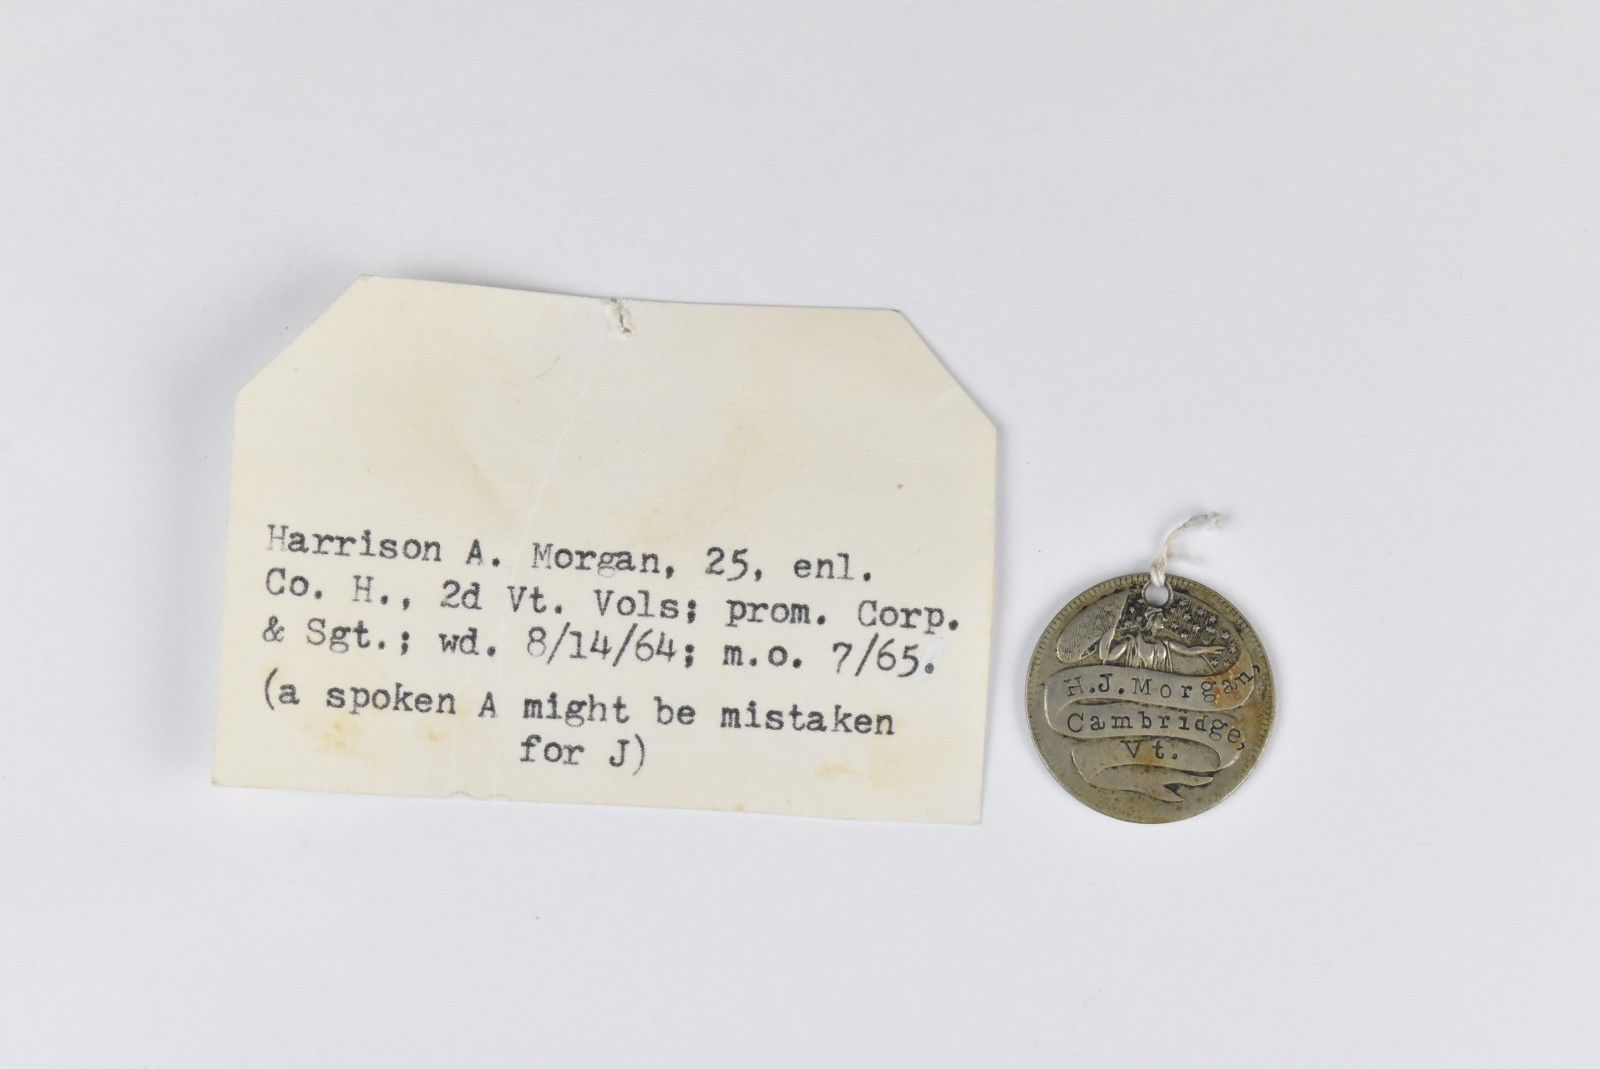 Harrison A. Morgan, 25, enl.
Co. H., 2d Vt. Vols; prom. Corp.
& Sgt.; wd. 8/14/64; m.o. 7/65.
(a spoken A might be mistaken
for J)
H.J.Morgan,
Cambridge,
Vt.